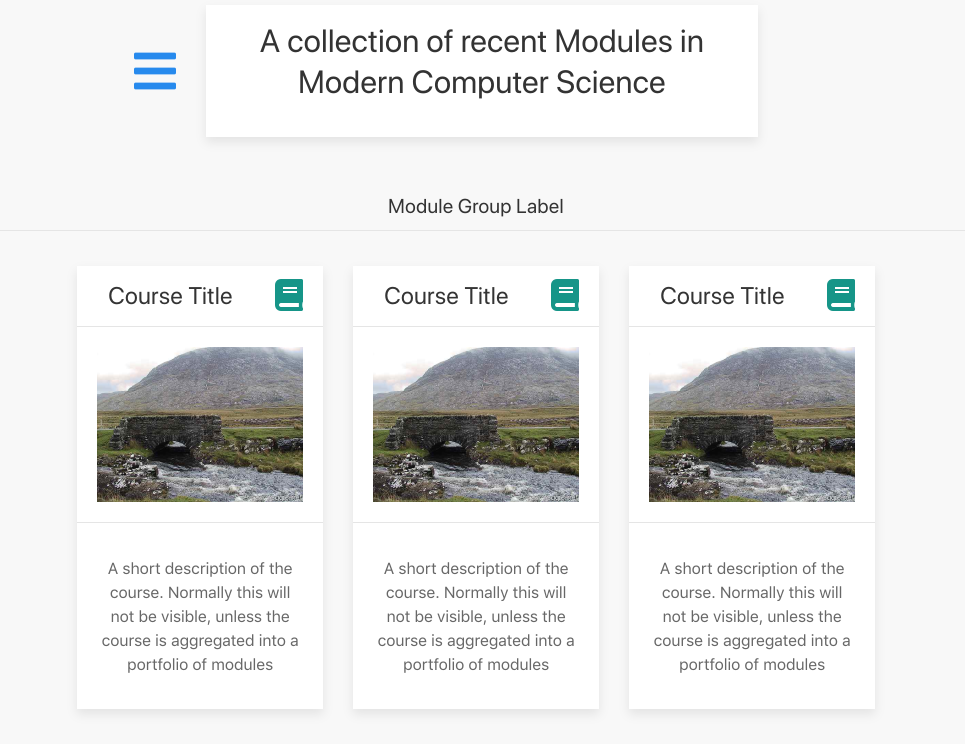 A collection of recent Modules in
Modern Computer Science
Module Group Label
Course Title
A short description of the
course. Normally this will
not be visible, unless the
course is aggregated into a
portfolio of modules
Course Title
A short description of the
course. Normally this will
not be visible, unless the
course is aggregated into a
portfolio of modules
Course Title
A short description of the
course. Normally this will
not be visible, unless the
course is aggregated into a
portfolio of modules